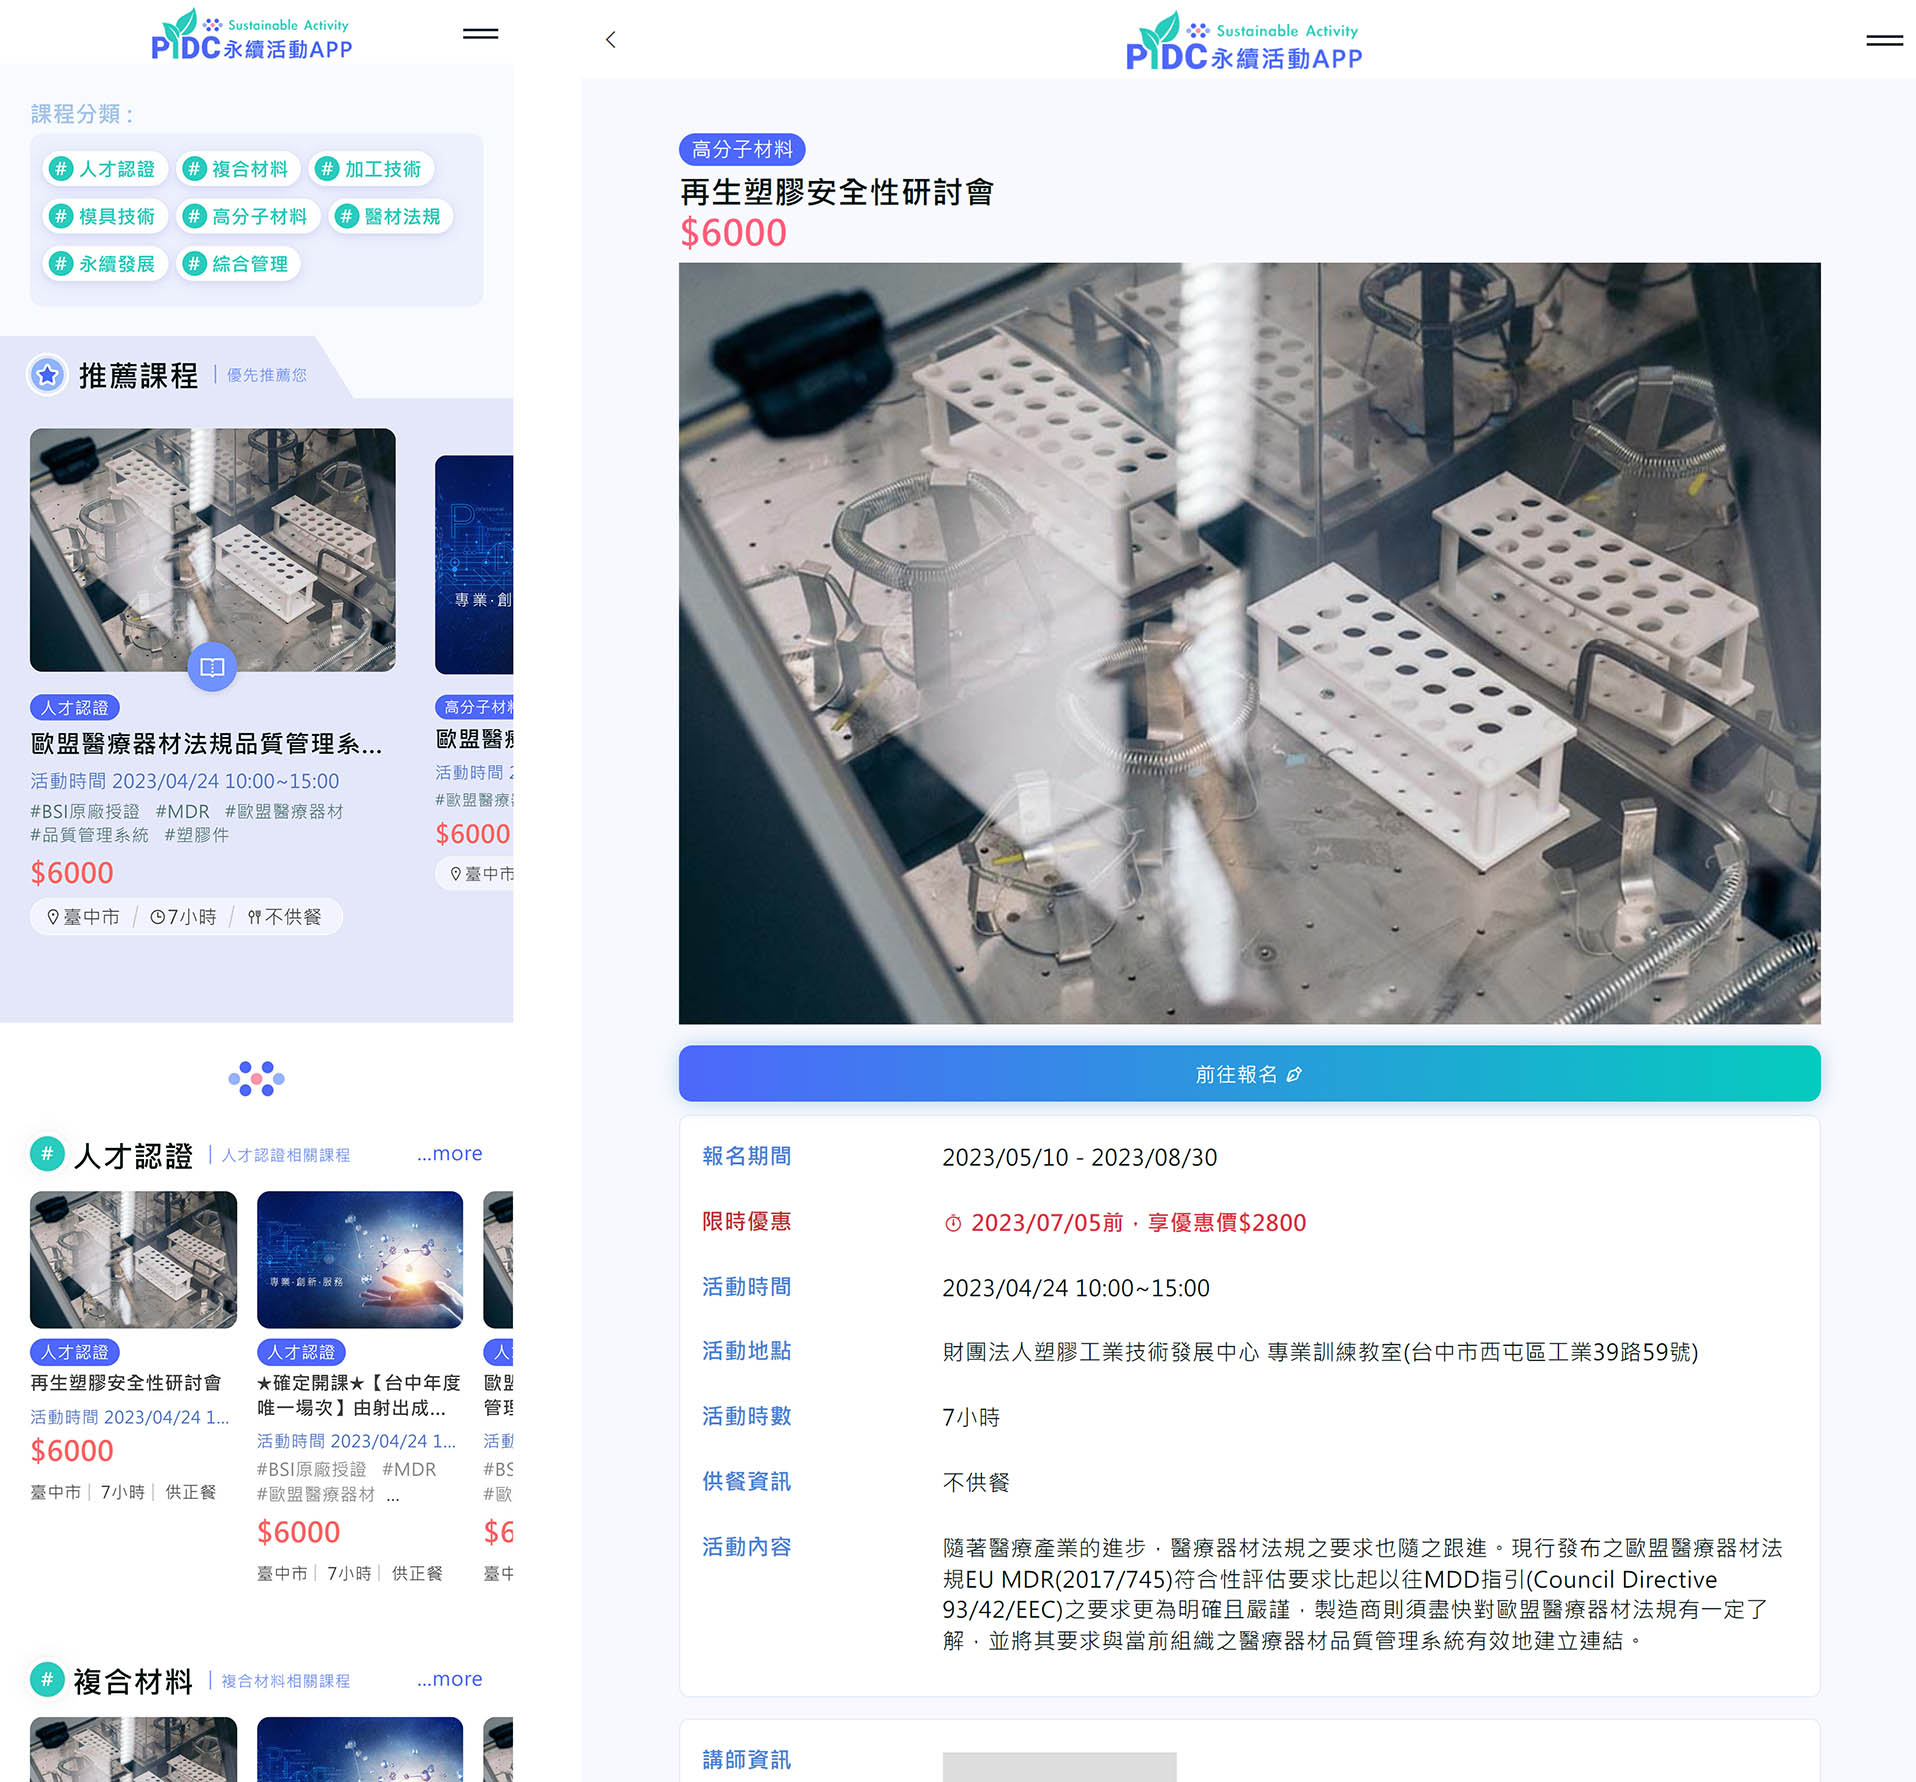 Sustainable Activity
PIDC永續活動APP
課程分類 :
# 人才認證
# 複合材料
# 加工技術
# 模具技術
# 高分子材料
# 醫材法規
# 永續發展
# 綜合管理
推薦課程
優先推薦您
人才認證
歐盟醫療器材法規品質管理系...
活動時間 2023/04/24 10:00~15:00
#BSI原廠授證 #MDR #歐盟醫療器材
#品質管理系統 #塑膠件
$6000
臺中市 / 7小時 / 不供餐
專業·創
高分子材料
歐盟醫療
活動時間 2
#歐盟醫療
$6000
臺中市
# 人才認證 | 人才認證相關課程 ...more
人才認證
再生塑膠安全性研討會
活動時間 2023/04/24 1...
$6000
臺中市 | 7小時 | 供正餐
專業·創新·服務
人才認證
★確定開課★【台中年度
唯一場次】由射出成...
活動時間 2023/04/24 1...
#BSI原廠授證 #MDR
#歐盟醫療器材 ...
$6000
臺中市 | 7小時 | 供正餐
人
歐盟
管理
活動
#BS
#歐
$6
臺中
# 複合材料 | 複合材料相關課程 ...more
Sustainable Activity
PIDC永續活動APP
高分子材料
再生塑膠安全性研討會
$6000
前往報名
報名期間 2023/05/10 - 2023/08/30
限時優惠 2023/07/05前，享優惠價$2800
活動時間 2023/04/24 10:00~15:00
活動地點 財團法人塑膠工業技術發展中心 專業訓練教室(台中市西屯區工業39路59號)
活動時數 7小時
供餐資訊 不供餐
活動內容 隨著醫療產業的進步，醫療器材法規之要求也隨之跟進。現行發布之歐盟醫療器材法
規EU MDR(2017/745)符合性評估要求比起以往MDD指引(Council Directive
93/42/EEC)之要求更為明確且嚴謹，製造商則須盡快對歐盟醫療器材法規有一定了
解，並將其要求與當前組織之醫療器材品質管理系統有效地建立連結。
講師資訊